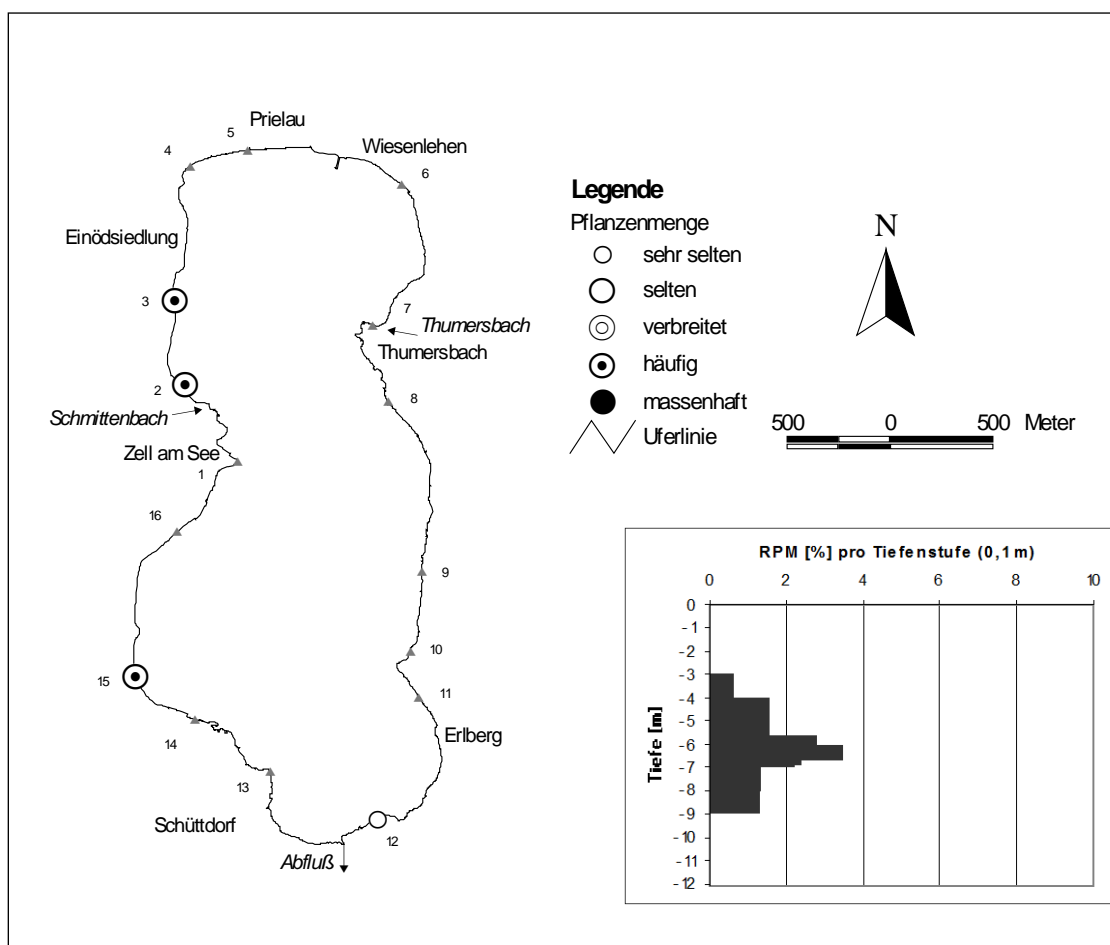 Prielau
5
Wiesenlehen
4
6
Einödsiedlung
3
7
Thumersbach
Thumersbach
2
8
Schmittenbach
Zell am See
1
16
9
10
15
11
14
Erlberg
13
Schüttdorf
12
Abfluß
Legende
Pflanzenmenge
sehr selten
selten
verbreitet
häufig
massenhaft
Uferlinie
N
500 0 500 Meter
RPM [%] pro Tiefenstufe (0,1 m)
0 2 4 6 8 10
Tiefe [m]
0
-1
-2
-3
-4
-5
-6
-7
-8
-9
-10
-11
-12